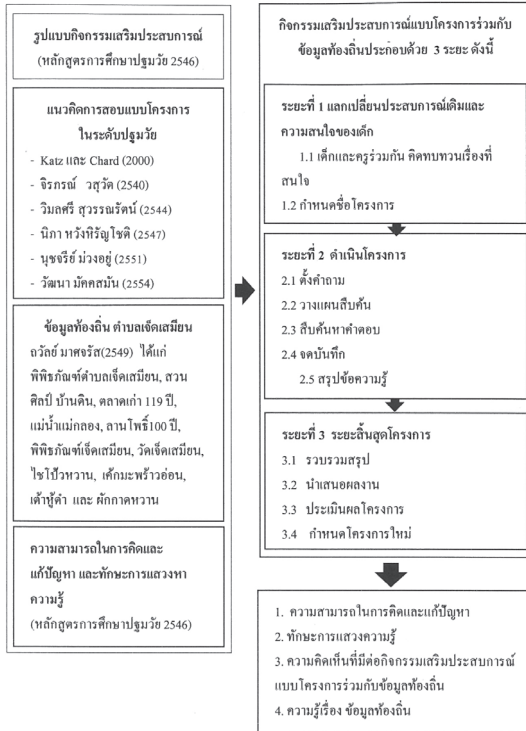 รูปแบบกิจกรรมเสริมประสบการณ์
(หลักสูตรการศึกษาปฐมวัย 2546)
แนวคิดการสอบแบบโครงการ
ในระดับปฐมวัย
- Katz และ Chard (2000)
- จิรภรณ์ วสุวัต (2540)
- วิมลศรี สุวรรณรัตน์ (2544)
- นิภา หวังหิรัญโชติ (2547)
- นุชจรีย์ ม่วงอยู่ (2551)
- วัฒนา มัคคสมัน (2554)
ข้อมูลท้องถิ่น ตำบลเจ็ดเสมียน
ถวัลย์ มาศจรัส(2549) ได้แก่
พิพิธภัณฑ์ตำบลเจ็ดเสมียน, สวน
ศิลป์ บ้านดิน, ตลาดเก่า 119 ปี,
แม่น้ำแม่กลอง, ลานโพธิ์100 ปี,
พิพิธภัณฑ์เจ็ดเสมียน, วัดเจ็ดเสมียน,
ไชโป๊วหวาน, เค้กมะพร้าวอ่อน,
เต้าหู้ดำ และ ผักกาดหวาน
ความสามารถในการคิดและ
แก้ปัญหา และทักษะการแสวงหา
ความรู้
(หลักสูตรการศึกษาปฐมวัย 2546)
กิจกรรมเสริมประสบการณ์แบบโครงการร่วมกับ
ข้อมูลท้องถิ่นประกอบด้วย 3 ระยะ ดังนี้
ระยะที่ 1 แลกเปลี่ยนประสบการณ์เดิมและ
ความสนใจของเด็ก
1.1 เด็กและครูร่วมกัน คิดทบทวนเรื่องที่
สนใจ
1.2 กำหนดชื่อโครงการ
ระยะที่ 2 ดำเนินโครงการ
2.1 ตั้งคำถาม
2.2 วางแผนสืบค้น
2.3 สืบค้นหาคำตอบ
2.4 จดบันทึก
2.5 สรุปข้อความรู้
ระยะที่ 3 ระยะสิ้นสุดโครงการ
3.1 รวบรวมสรุป
3.2 นำเสนอผลงาน
3.3 ประเมินผลโครงการ
3.4 กำหนดโครงการใหม่
1. ความสามารถในการคิดและแก้ปัญหา
2. ทักษะการแสวงความรู้
3. ความคิดเห็นที่มีต่อกิจกรรมเสริมประสบการณ์
แบบโครงการร่วมกับข้อมูลท้องถิ่น
4. ความรู้เรื่อง ข้อมูลท้องถิ่น